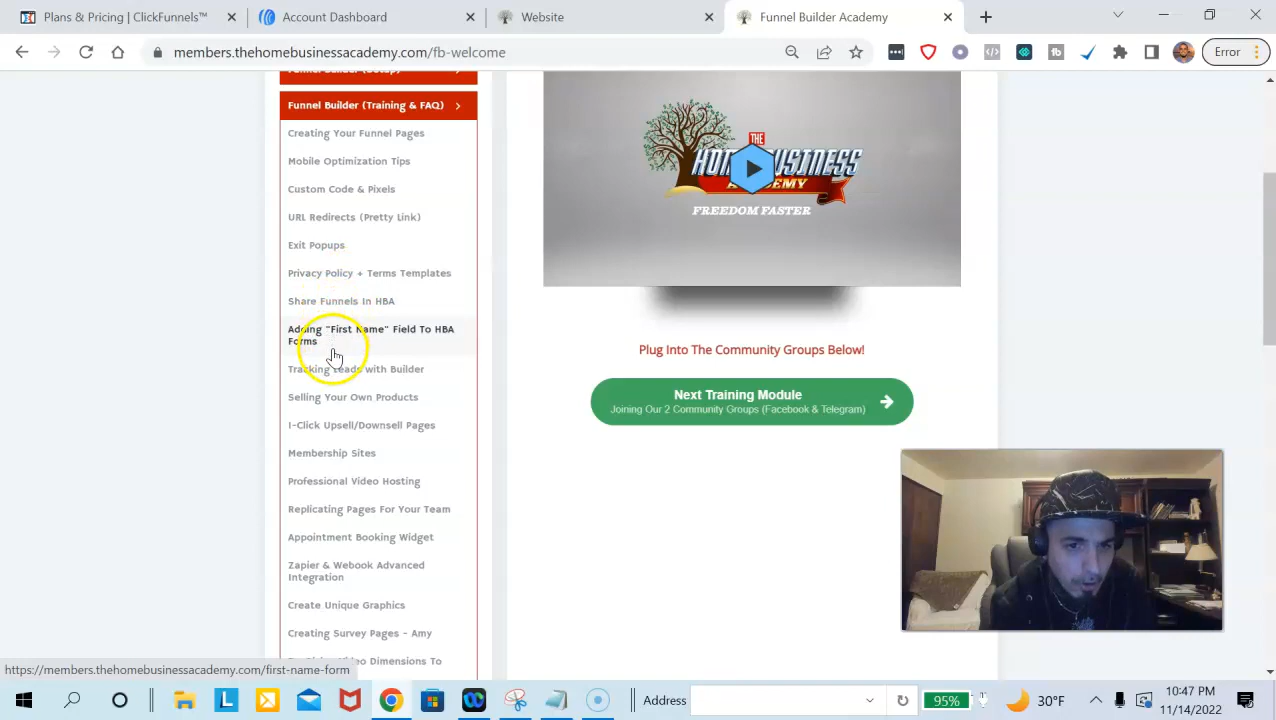 Plans & Pricing | ClickFunnels™
Account Dashboard
Website
Funnel Builder Academy
members.thehomebusinessacademy.com/fb-welcome
Error
Funnel Builder (Setup)
Funnel Builder (Training & FAQ)
Creating Your Funnel Pages
Mobile Optimization Tips
Custom Code & Pixels
URL Redirects (Pretty Link)
Exit Popups
Privacy Policy + Terms Templates
Share Funnels In HBA
Adding "First Name" Field To HBA
Forms
Tracking Leads with Builder
Selling Your Own Products
1-Click Upsell/Downsell Pages
Membership Sites
Professional Video Hosting
Replicating Pages For Your Team
Appointment Booking Widget
Zapier & Webook Advanced
Integration
Create Unique Graphics
Creating Survey Pages - Amy
Video Dimensions To
THE
HOME BUSINESS
ACADEMY
FREEDOM FASTER
Plug Into The Community Groups Below!
Next Training Module
Joining Our 2 Community Groups (Facebook & Telegram)
https://members.thehomebusinessacademy.com/first-name-form
Address
95%
30°F
10:47 PM
11/14/2022